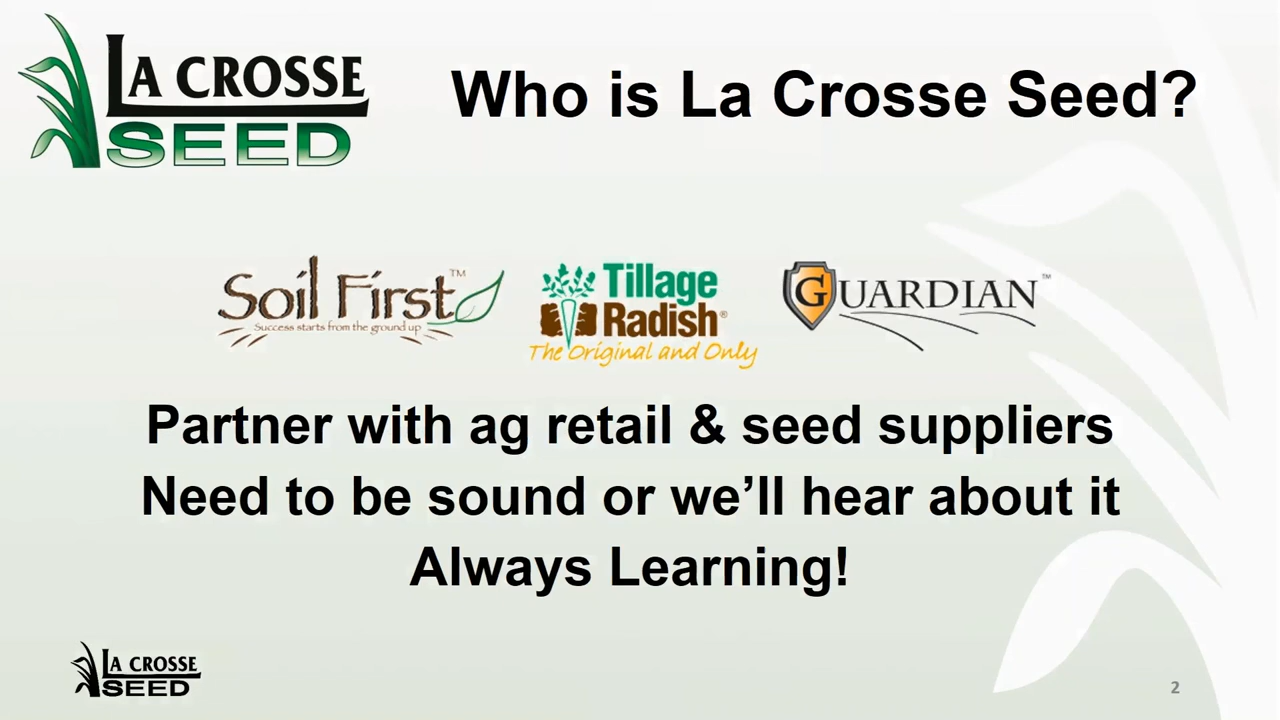 LA CROSSE
SEED
Who is La Crosse Seed?
Soil First™
Success starts from the ground up
Tillage
Radish®
The Original and Only
GUARDIAN™
Partner with ag retail & seed suppliers
Need to be sound or we’ll hear about it
Always Learning!
LA CROSSE
SEED
2